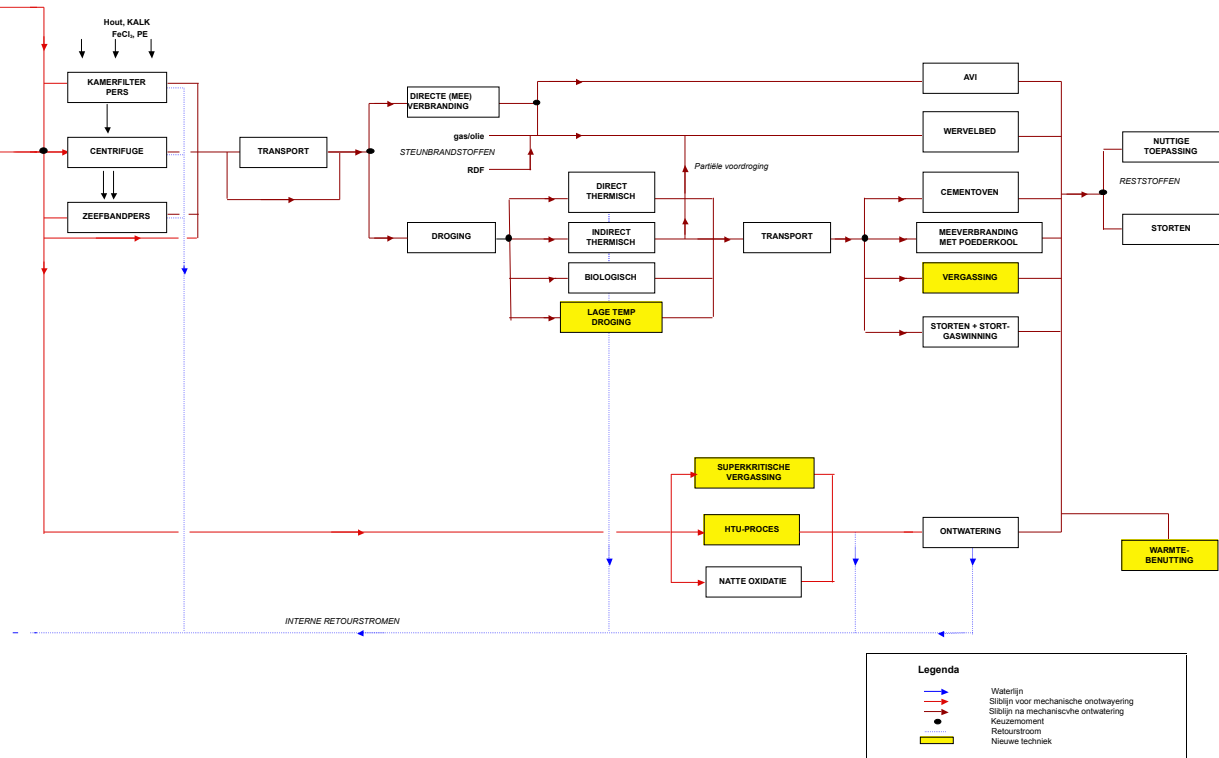 Hout, KALK
FeCl₃, PE
KAMERFILTER
PERS
CENTRIFUGE
ZEEFBANDPERS
TRANSPORT
DIRECTE (MEE)
VERBRANDING
gas/olie
STEUNBRANDSTOFFEN
RDF
DROGING
DIRECT
THERMISCH
INDIRECT
THERMISCH
BIOLOGISCH
LAGE TEMP
DROGING
Partiële voordroging
TRANSPORT
AVI
WERVELBED
CEMENTOVEN
MEEVERBRANDING
MET POEDERKOOL
VERGASSING
STORTEN + STORT-
GASWINNING
NUTTIGE
TOEPASSING
RESTSTOFFEN
STORTEN
SUPERKRITISCHE
VERGASSING
HTU-PROCES
NATTE OXIDATIE
ONTWATERING
WARMTE-
BENUTTING
INTERNE RETOURSTROMEN
Legenda
Waterlijn
Sliblijn voor mechanische onotwayering
Sliblijn na mechaniscvhe ontwatering
Keuzemoment
Retourstroom
Nieuwe techniek